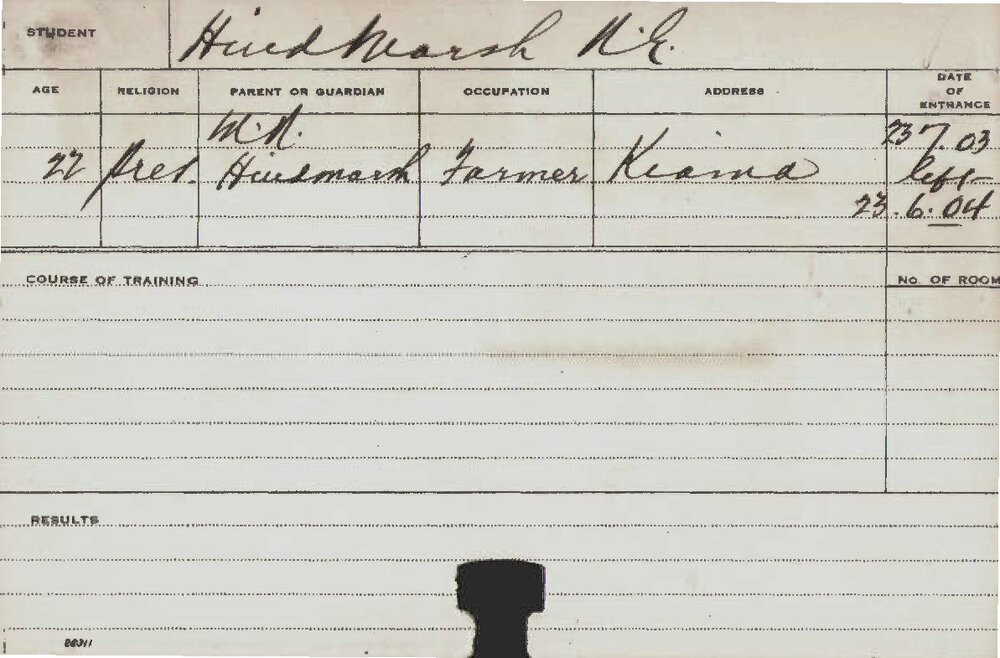 STUDENT HindMarsh N.E.
AGE RELIGION PARENT OR GUARDIAN OCCUPATION ADDRESS DATE OF ENTRANCE
22 Pres. W.N. Hindmarsh Farmer Kiama 23 7.03
left
23.6.04
COURSE OF TRAINING No. OF ROOM
RESULTS